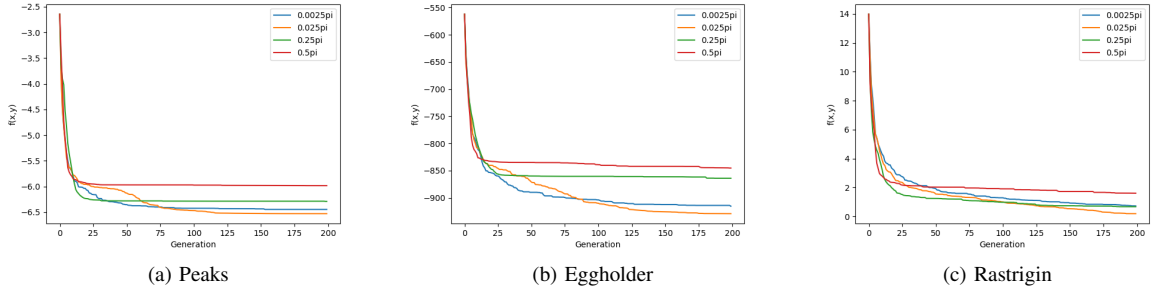 −2.5
−3.0
−3.5
−4.0
−4.5
−5.0
−5.5
−6.0
−6.5
f(x,y)
0 25 50 75 100 125 150 175 200
Generation
0.0025pi
0.025pi
0.25pi
0.5pi
(a) Peaks
−550
−600
−650
−700
−750
−800
−850
−900
f(x,y)
0 25 50 75 100 125 150 175 200
Generation
0.0025pi
0.025pi
0.25pi
0.5pi
(b) Eggholder
14
12
10
8
6
4
2
0
f(x,y)
0 25 50 75 100 125 150 175 200
Generation
0.0025pi
0.025pi
0.25pi
0.5pi
(c) Rastrigin